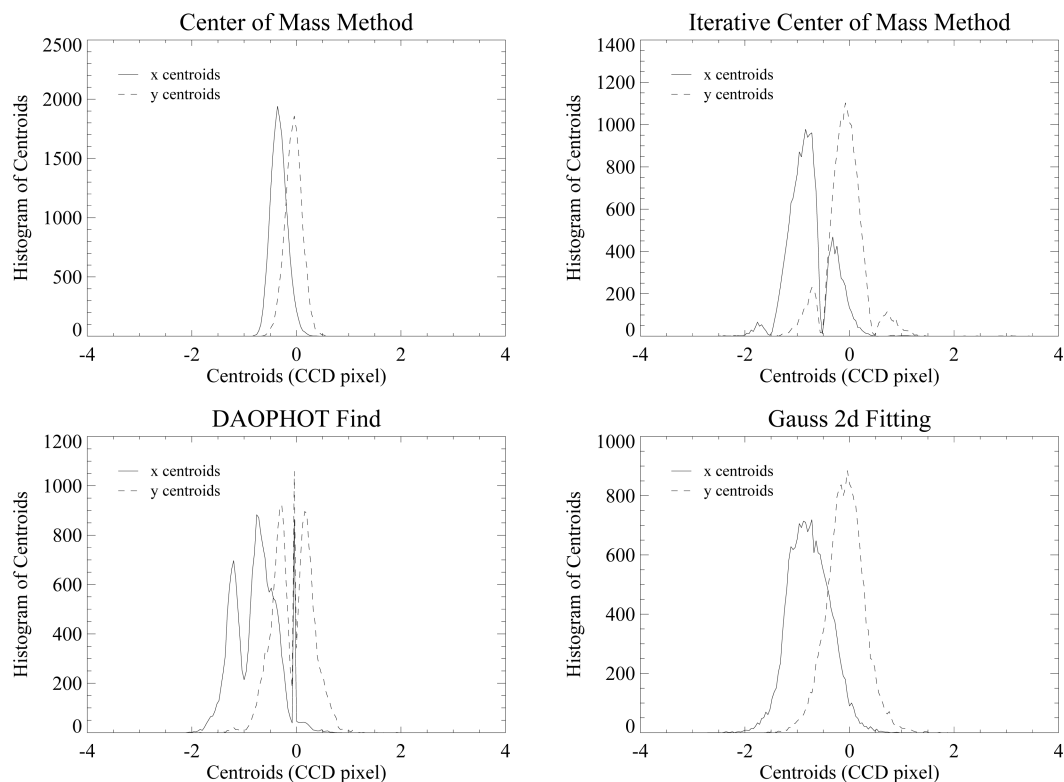 Center of Mass Method
2500
2000
1500
1000
500
0
Histogram of Centroids
x centroids
y centroids
-4 -2 0 2 4
Centroids (CCD pixel)
Iterative Center of Mass Method
1400
1200
1000
800
600
400
200
0
Histogram of Centroids
x centroids
y centroids
-4 -2 0 2 4
Centroids (CCD pixel)
DAOPHOT Find
1200
1000
800
600
400
200
0
Histogram of Centroids
x centroids
y centroids
-4 -2 0 2 4
Centroids (CCD pixel)
Gauss 2d Fitting
1000
800
600
400
200
0
Histogram of Centroids
x centroids
y centroids
-4 -2 0 2 4
Centroids (CCD pixel)